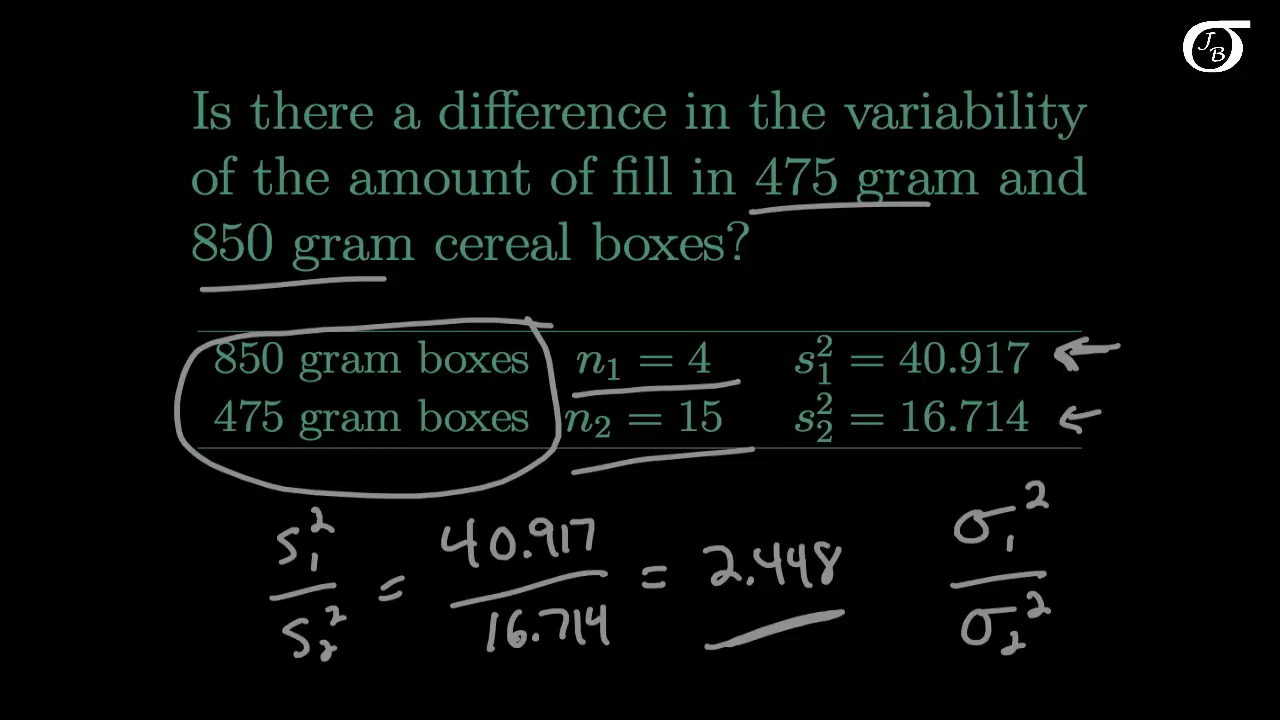 JB
Is there a difference in the variability
of the amount of fill in 475 gram and
850 gram cereal boxes?
850 gram boxes n₁ = 4 s₁² = 40.917
475 gram boxes n₂ = 15 s₂² = 16.714
s₁²/s₂² = 40.917/16.714 = 2.448 σ₁²/σ₂²